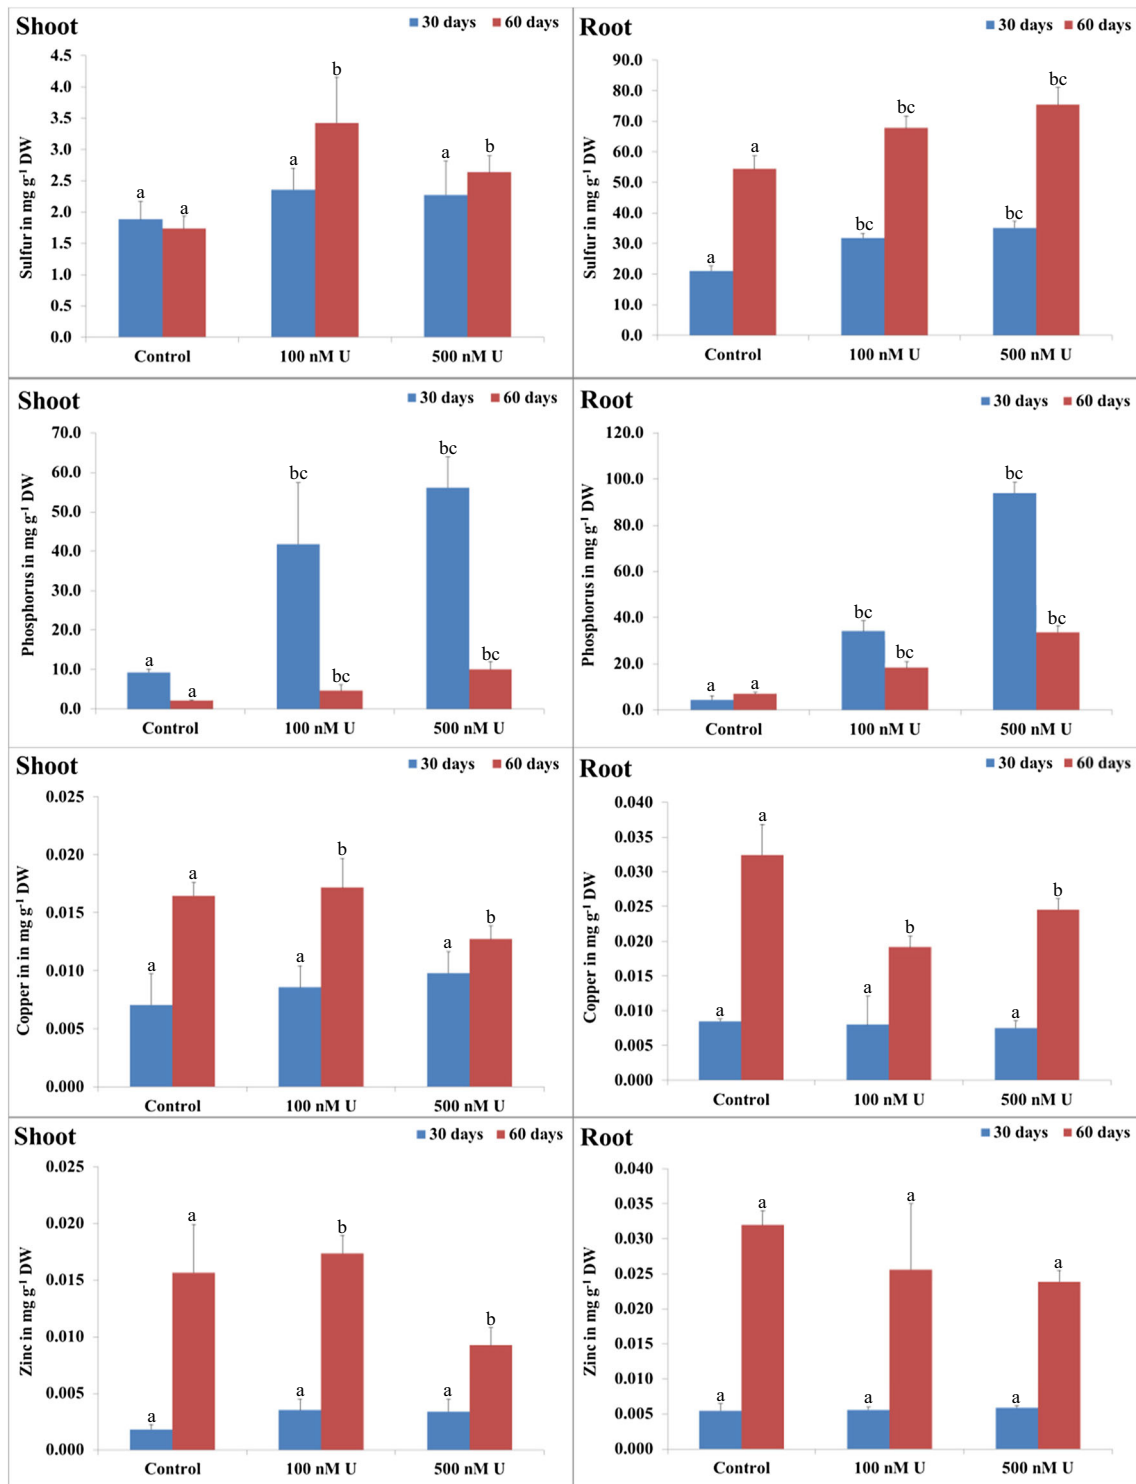 Shoot
30 days 60 days
4.5
4.0
3.5
3.0
2.5
2.0
1.5
1.0
0.5
0.0
Sulfur in mg g-1 DW
a a a b a b
Control 100 nM U 500 nM U
Root
30 days 60 days
90.0
80.0
70.0
60.0
50.0
40.0
30.0
20.0
10.0
0.0
Sulfur in mg g-1 DW
a a bc bc bc bc
Control 100 nM U 500 nM U
Shoot
30 days 60 days
70.0
60.0
50.0
40.0
30.0
20.0
10.0
0.0
Phosphorus in mg g-1 DW
a a bc bc bc bc
Control 100 nM U 500 nM U
Root
30 days 60 days
120.0
100.0
80.0
60.0
40.0
20.0
0.0
Phosphorus in mg g-1 DW
a a bc bc bc bc
Control 100 nM U 500 nM U
Shoot
30 days 60 days
0.025
0.020
0.015
0.010
0.005
0.000
Copper in in mg g-1 DW
a a a b a b
Control 100 nM U 500 nM U
Root
30 days 60 days
0.040
0.035
0.030
0.025
0.020
0.015
0.010
0.005
0.000
Copper in mg g-1 DW
a a a b a b
Control 100 nM U 500 nM U
Shoot
30 days 60 days
0.025
0.020
0.015
0.010
0.005
0.000
Zinc in mg g-1 DW
a a a b a b
Control 100 nM U 500 nM U
Root
30 days 60 days
0.040
0.035
0.030
0.025
0.020
0.015
0.010
0.005
0.000
Zinc in mg g-1 DW
a a a a a a
Control 100 nM U 500 nM U